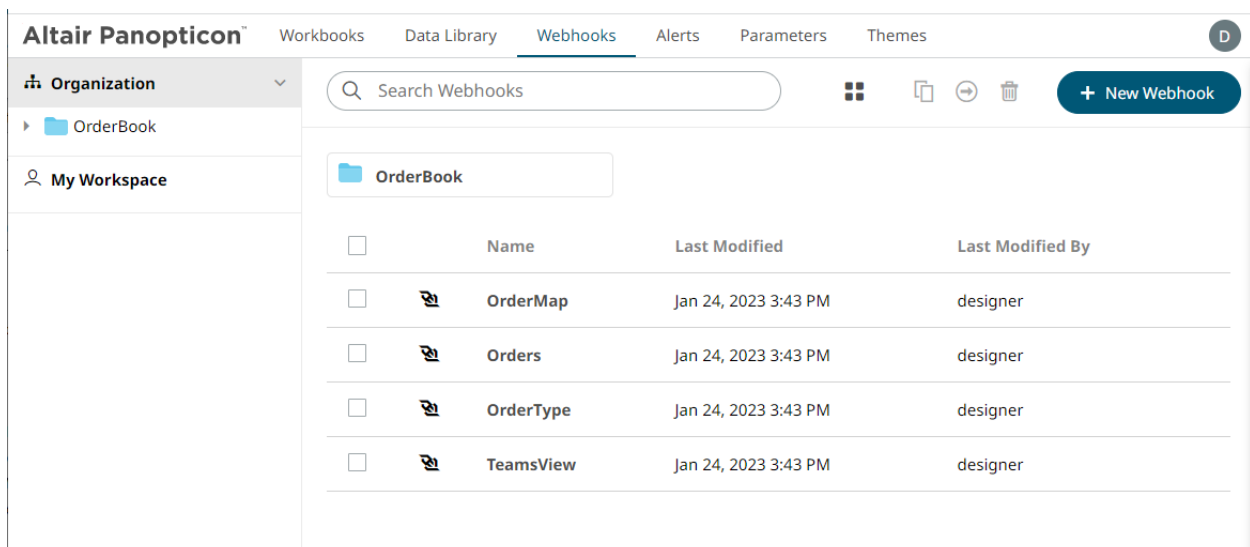 Altair Panopticon™ Workbooks Data Library Webhooks Alerts Parameters Themes D
Organization
Search Webhooks
+ New Webhook
OrderBook
My Workspace
OrderBook
Name Last Modified Last Modified By
OrderMap Jan 24, 2023 3:43 PM designer
Orders Jan 24, 2023 3:43 PM designer
OrderType Jan 24, 2023 3:43 PM designer
TeamsView Jan 24, 2023 3:43 PM designer